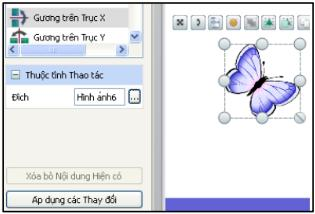 Gương trên Trục X
Gương trên Trục Y
Thuộc tính Thao tác
Đích Hình ảnh6 ...
Xóa bỏ Nội dung Hiện có
Áp dụng các Thay đổi